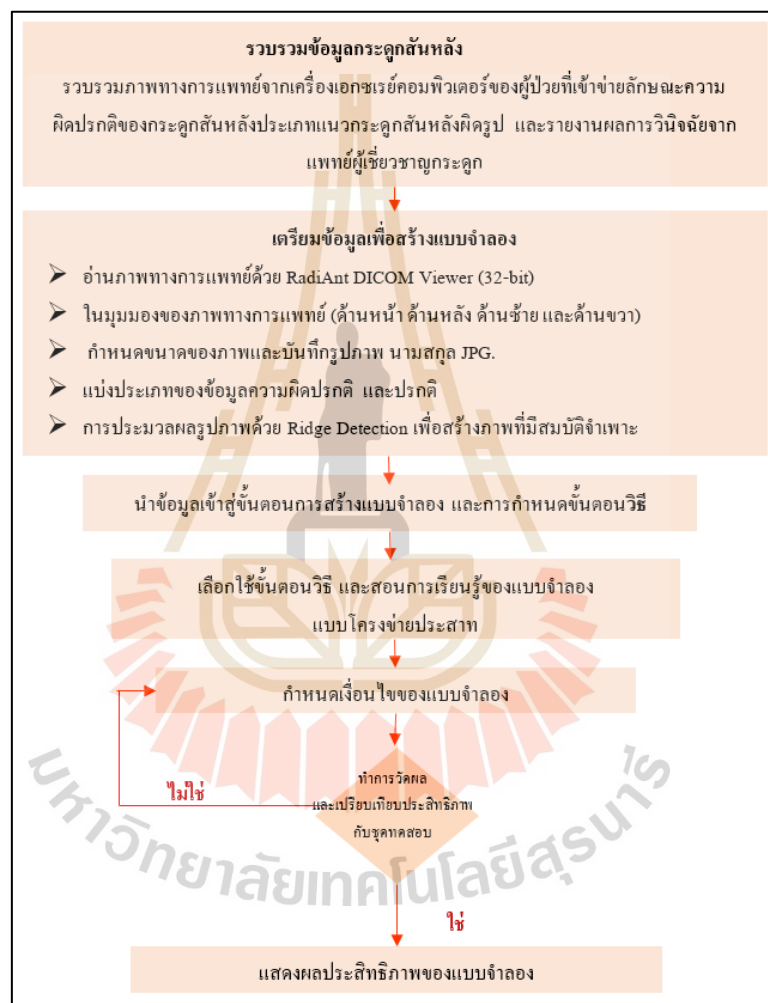 รวบรวมข้อมูลกระดูกสันหลัง
รวบรวมภาพทางการแพทย์จากเครื่องเอกซเรย์คอมพิวเตอร์ของผู้ป่วยที่เข้าข่ายลักษณะความ
ผิดปรกติของกระดูกสันหลังประเภทแนวกระดูกสันหลังผิดรูป และรายงานผลการวินิจฉัยจาก
แพทย์ผู้เชี่ยวชาญกระดูก
เตรียมข้อมูลเพื่อสร้างแบบจำลอง
➤ อ่านภาพทางการแพทย์ด้วย RadiAnt DICOM Viewer (32-bit)
➤ ในมุมมองของภาพทางการแพทย์ (ด้านหน้า ด้านหลัง ด้านซ้าย และด้านขวา)
➤ กำหนดขนาดของภาพและบันทึกรูปภาพ นามสกุล JPG.
➤ แบ่งประเภทของข้อมูลความผิดปรกติ และปรกติ
➤ การประมวลผลรูปภาพด้วย Ridge Detection เพื่อสร้างภาพที่มีสมบัติจำเพาะ
นำข้อมูลเข้าสู่ขั้นตอนการสร้างแบบจำลอง และการกำหนดขั้นตอนวิธี
เลือกใช้ขั้นตอนวิธี และสอนการเรียนรู้ของแบบจำลอง
แบบโครงข่ายประสาท
กำหนดเงื่อนไขของแบบจำลอง
ทำการวัดผล
และเปรียบเทียบประสิทธิภาพ
กับชุดทดสอบ
ไม่ใช่
ใช่
แสดงผลประสิทธิภาพของแบบจำลอง
มหาวิทยาลัยเทคโนโลยีสุรนารี